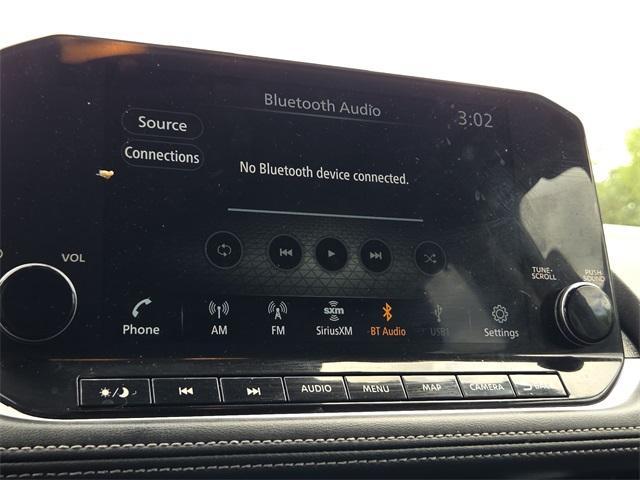 Bluetooth Audio
3:02
Source
Connections
No Bluetooth device connected.
VOL
TUNE·
SCROLL
PUSH:
SOUND
Phone
AM
FM
sxm
SiriusXM
BT Audio
USB1
Settings
AUDIO
MENU
MAP
CAMERA
BACK